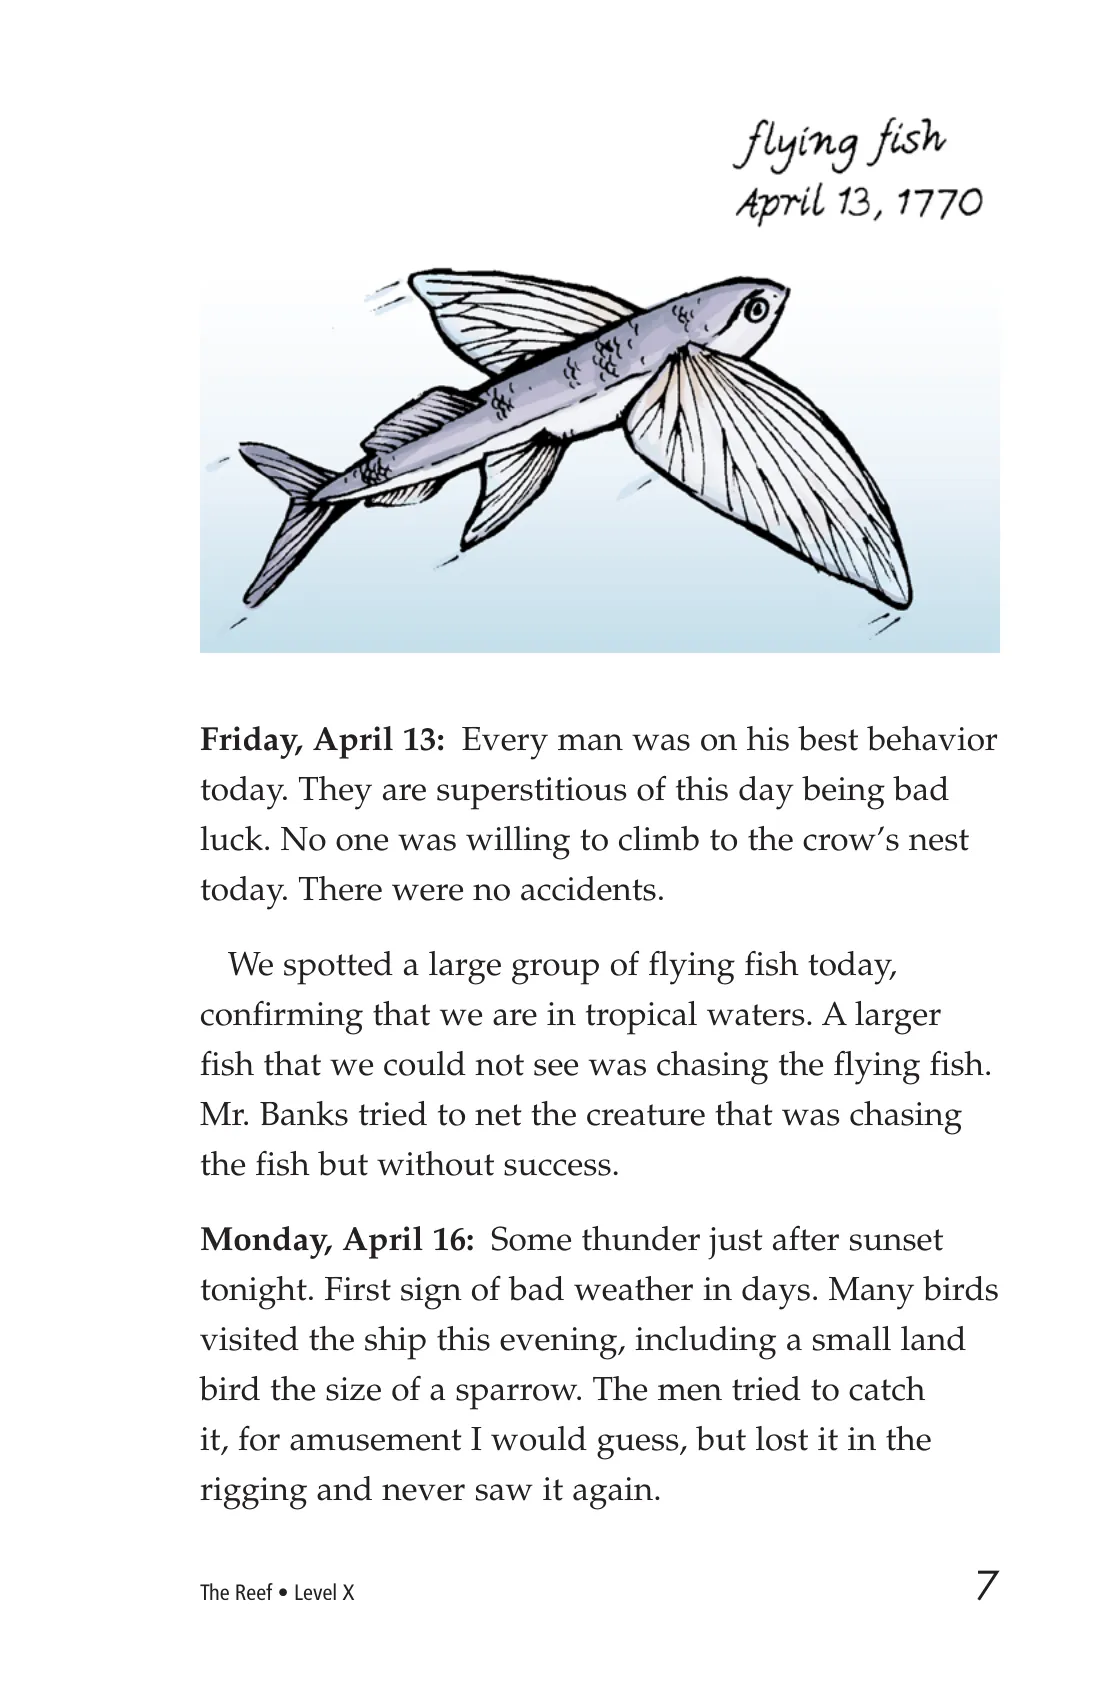 flying fish
April 13, 1770
Friday, April 13: Every man was on his best behavior
today. They are superstitious of this day being bad
luck. No one was willing to climb to the crow’s nest
today. There were no accidents.
We spotted a large group of flying fish today,
confirming that we are in tropical waters. A larger
fish that we could not see was chasing the flying fish.
Mr. Banks tried to net the creature that was chasing
the fish but without success.
Monday, April 16: Some thunder just after sunset
tonight. First sign of bad weather in days. Many birds
visited the ship this evening, including a small land
bird the size of a sparrow. The men tried to catch
it, for amusement I would guess, but lost it in the
rigging and never saw it again.
The Reef • Level X
7